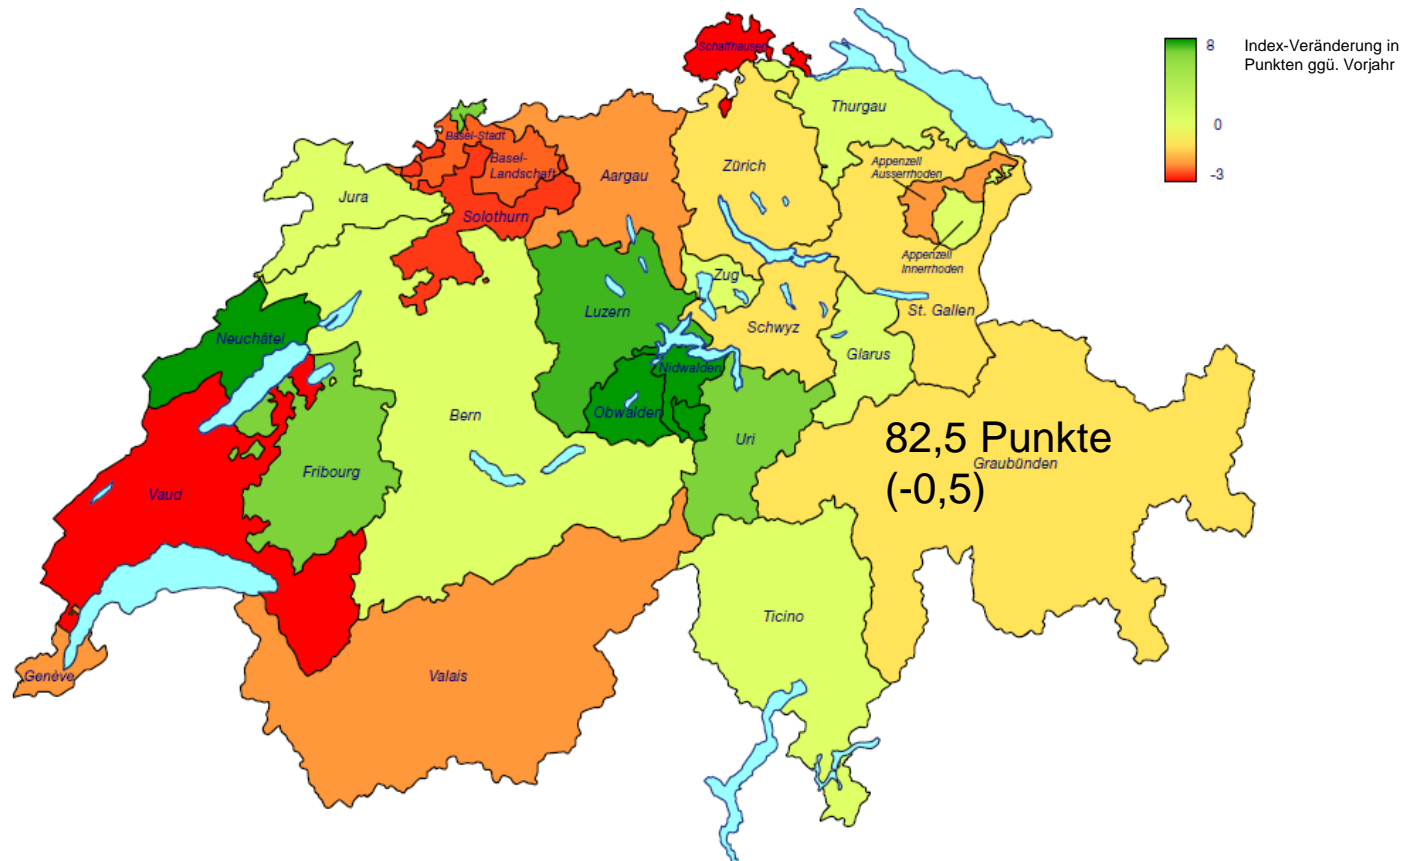 Schaffhausen
8
Index-Veränderung in
Punkten ggü. Vorjahr
0
-3
Thurgau
Basel-Stadt
Basel-
Landschaft
Aargau
Zürich
Appenzell
Ausserrhoden
Jura
Solothurn
Appenzell
Innerrhoden
Zug
Luzern
Schwyz
St. Gallen
Neuchâtel
Glarus
Nidwalden
Obwalden
Bern
Uri
82,5 Punkte
(-0,5)
Graubünden
Fribourg
Vaud
Ticino
Genève
Valais